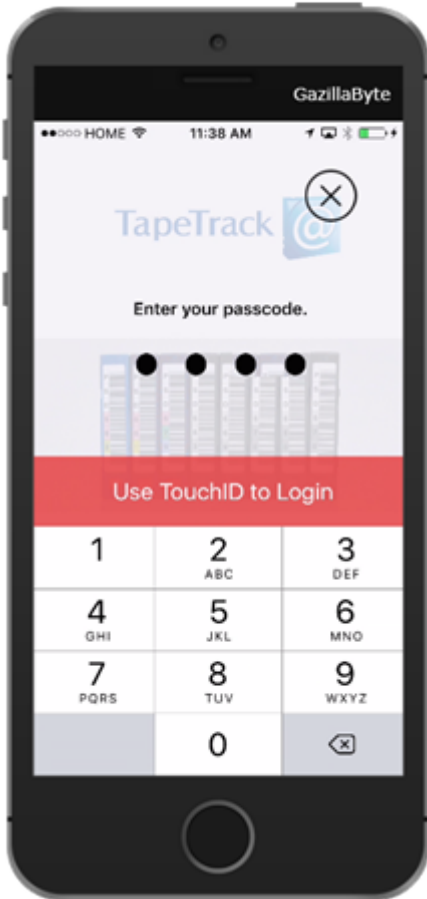 GazillaByte
HOME 11:38 AM
TapeTrack @
Enter your passcode.
Use TouchID to Login
1 2 3
ABC DEF
4 5 6
GHI JKL MNO
7 8 9
PQRS TUV WXYZ
0